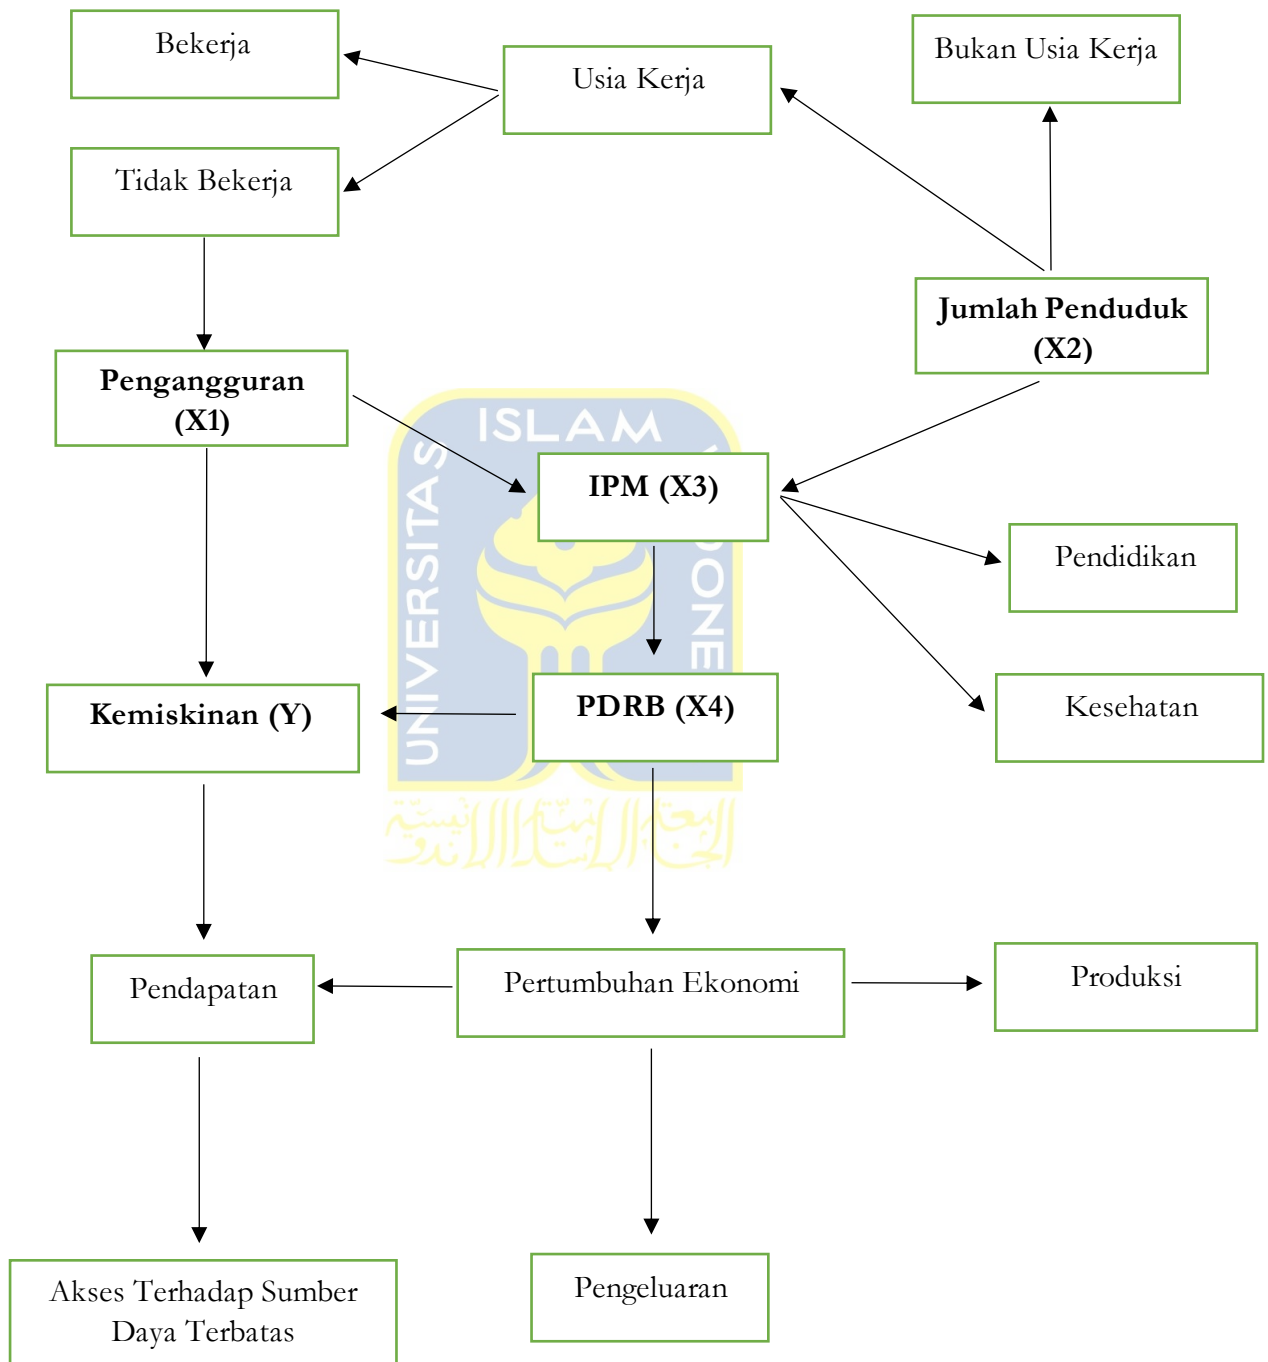 Bekerja
Usia Kerja
Bukan Usia Kerja
Tidak Bekerja
Jumlah Penduduk
(X2)
Pengangguran
(X1)
ISLAM
UNIVERSITAS
IPM (X3)
Pendidikan
Kemiskinan (Y)
PDRB (X4)
Kesehatan
Pendapatan
Pertumbuhan Ekonomi
Produksi
Akses Terhadap Sumber
Daya Terbatas
Pengeluaran